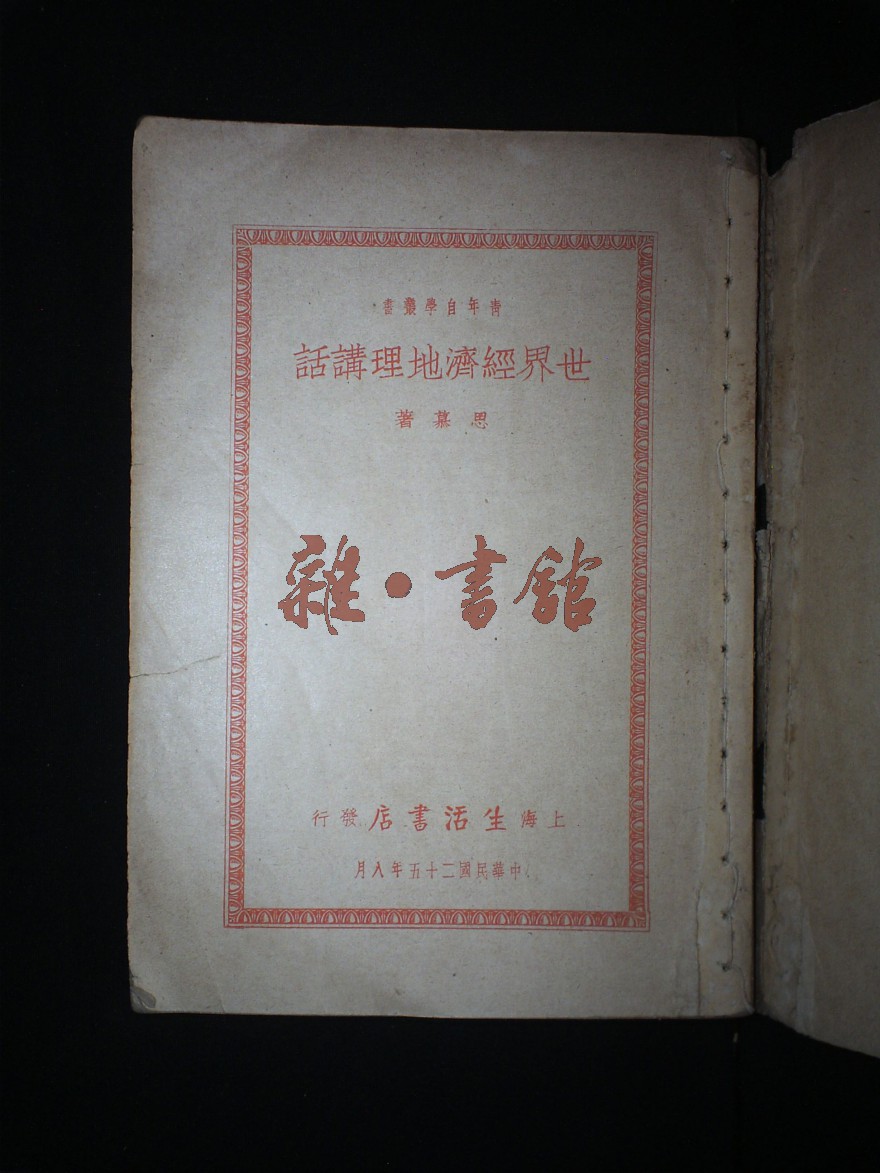 青年自學叢書
世界經濟地理講話
思慕著
雜·書館
上海生活書店發行
中華民國二十五年八月